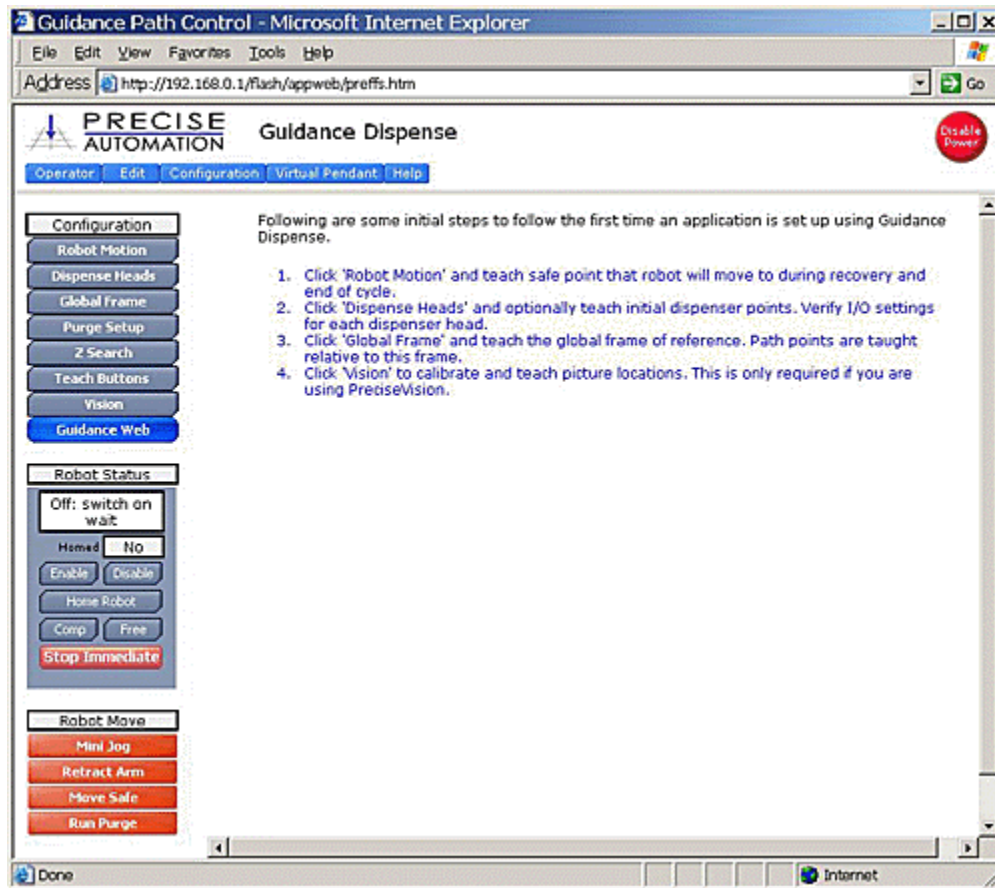 Guidance Path Control - Microsoft Internet Explorer
File Edit View Favorites Tools Help
Address http://192.168.0.1/flash/appweb/preffs.htm Go
PRECISE
AUTOMATION
Guidance Dispense
Disable
Power
Operator Edit Configuration Virtual Pendant Help
Configuration
Robot Motion
Dispense Heads
Global Frame
Purge Setup
Z Search
Teach Buttons
Vision
Guidance Web
Following are some initial steps to follow the first time an application is set up using Guidance
Dispense.
1. Click 'Robot Motion' and teach safe point that robot will move to during recovery and
end of cycle.
2. Click 'Dispense Heads' and optionally teach initial dispenser points. Verify I/O settings
for each dispenser head.
3. Click 'Global Frame' and teach the global frame of reference. Path points are taught
relative to this frame.
4. Click 'Vision' to calibrate and teach picture locations. This is only required if you are
using PreciseVision.
Robot Status
Off: switch on
wait
Homed No
Enable Disable
Home Robot
Comp Free
Stop Immediate
Robot Move
Mini Jog
Retract Arm
Move Safe
Run Purge
Done
Internet